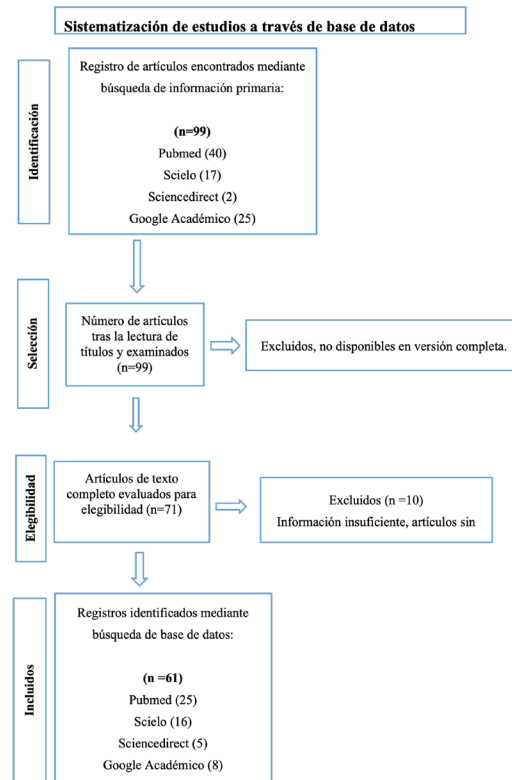 Sistematización de estudios a través de base de datos
Identificación
Registro de artículos encontrados mediante
búsqueda de información primaria:
(n=99)
Pubmed (40)
Scielo (17)
Sciencedirect (2)
Google Académico (25)
Selección
Número de artículos
tras la lectura de
títulos y examinados
(n=99)
Excluidos, no disponibles en versión completa.
Elegibilidad
Artículos de texto
completo evaluados para
elegibilidad (n=71)
Excluidos (n =10)
Información insuficiente, artículos sin
Incluidos
Registros identificados mediante
búsqueda de base de datos:
(n =61)
Pubmed (25)
Scielo (16)
Sciencedirect (5)
Google Académico (8)